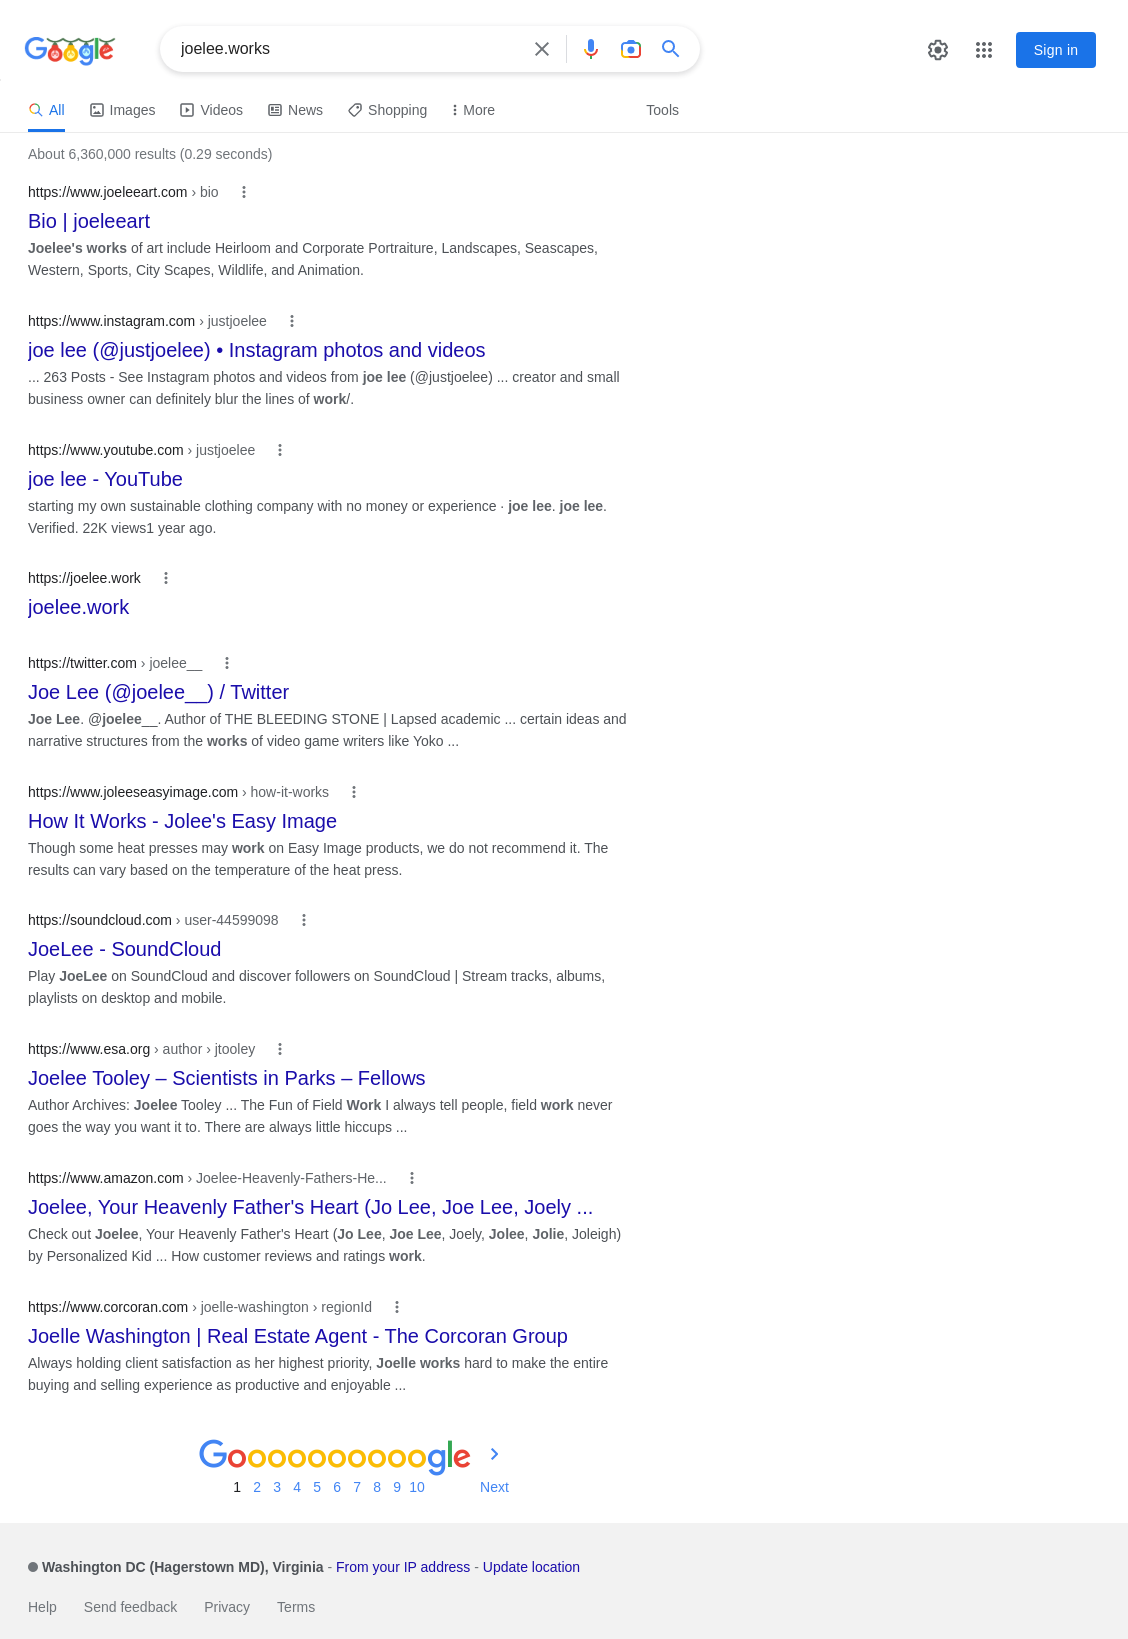 Google
joelee.works
Sign in
All
Images
Videos
News
Shopping
More
Tools
About 6,360,000 results (0.29 seconds)
https://www.joeleeart.com › bio
Bio | joeleeart
Joelee's works of art include Heirloom and Corporate Portraiture, Landscapes, Seascapes,
Western, Sports, City Scapes, Wildlife, and Animation.
https://www.instagram.com › justjoelee
joe lee (@justjoelee) • Instagram photos and videos
... 263 Posts - See Instagram photos and videos from joe lee (@justjoelee) ... creator and small
business owner can definitely blur the lines of work/.
https://www.youtube.com › justjoelee
joe lee - YouTube
starting my own sustainable clothing company with no money or experience · joe lee. joe lee.
Verified. 22K views1 year ago.
https://joelee.work
joelee.work
https://twitter.com › joelee__
Joe Lee (@joelee__) / Twitter
Joe Lee. @joelee__. Author of THE BLEEDING STONE | Lapsed academic ... certain ideas and
narrative structures from the works of video game writers like Yoko ...
https://www.joleeseasyimage.com › how-it-works
How It Works - Jolee's Easy Image
Though some heat presses may work on Easy Image products, we do not recommend it. The
results can vary based on the temperature of the heat press.
https://soundcloud.com › user-44599098
JoeLee - SoundCloud
Play JoeLee on SoundCloud and discover followers on SoundCloud | Stream tracks, albums,
playlists on desktop and mobile.
https://www.esa.org › author › jtooley
Joelee Tooley – Scientists in Parks – Fellows
Author Archives: Joelee Tooley ... The Fun of Field Work I always tell people, field work never
goes the way you want it to. There are always little hiccups ...
https://www.amazon.com › Joelee-Heavenly-Fathers-He...
Joelee, Your Heavenly Father's Heart (Jo Lee, Joe Lee, Joely ...
Check out Joelee, Your Heavenly Father's Heart (Jo Lee, Joe Lee, Joely, Jolee, Jolie, Joleigh)
by Personalized Kid ... How customer reviews and ratings work.
https://www.corcoran.com › joelle-washington › regionId
Joelle Washington | Real Estate Agent - The Corcoran Group
Always holding client satisfaction as her highest priority, Joelle works hard to make the entire
buying and selling experience as productive and enjoyable ...
Goooooooooogle
1 2 3 4 5 6 7 8 9 10 Next
Washington DC (Hagerstown MD), Virginia - From your IP address - Update location
Help Send feedback Privacy Terms